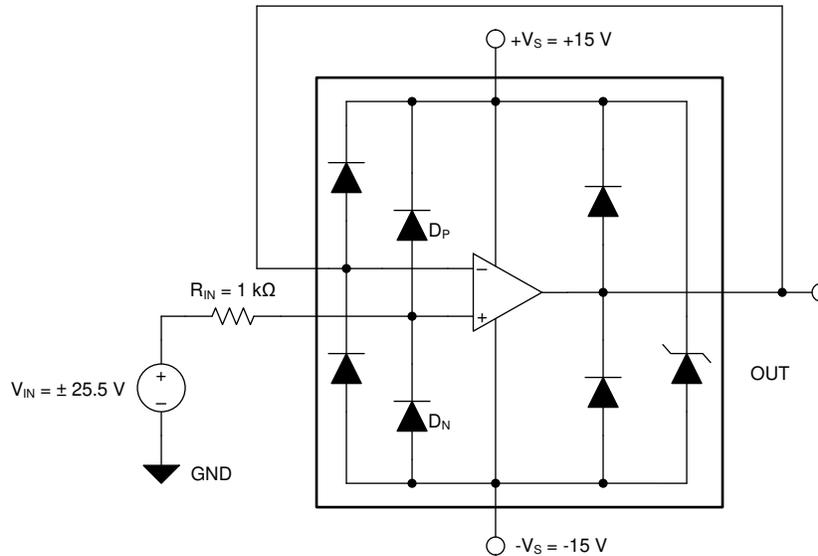 +V_S = +15 V
D_P
R_IN = 1 kΩ
−
+
+
−
V_IN = ± 25.5 V
OUT
D_N
GND
-V_S = -15 V